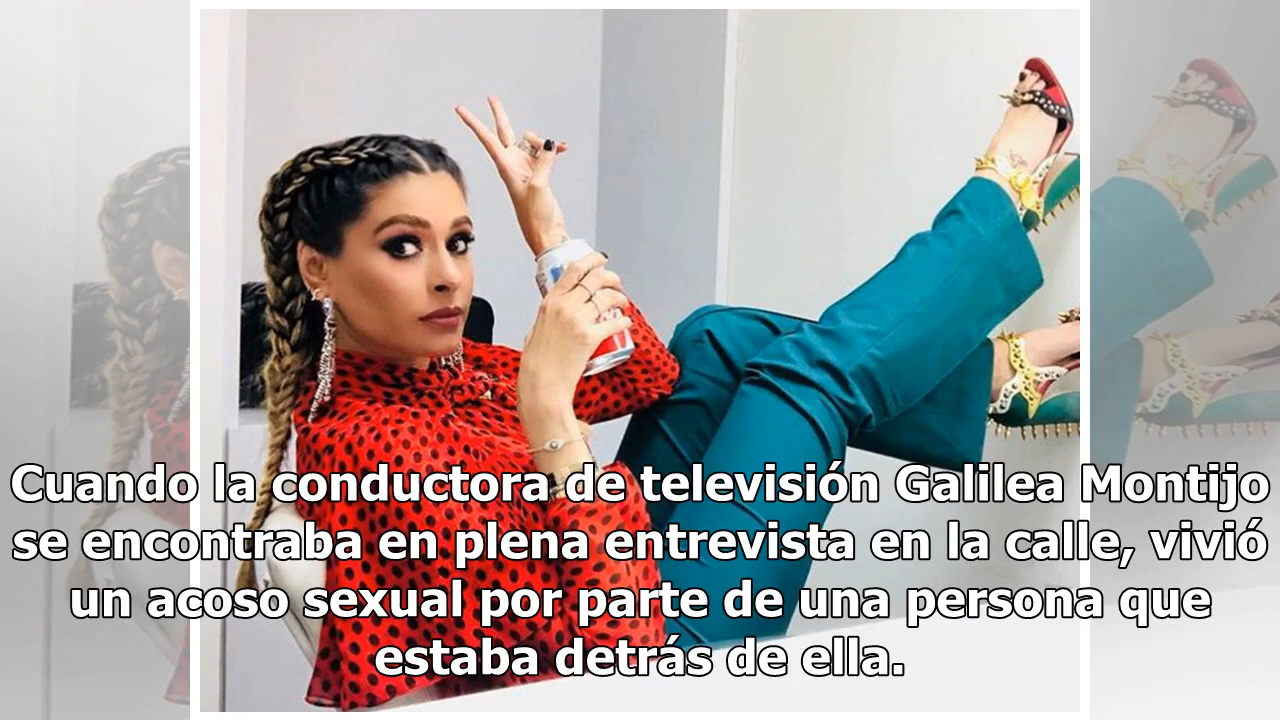 Cuando la conductora de televisión Galilea Montijo
se encontraba en plena entrevista en la calle, vivió
un acoso sexual por parte de una persona que
estaba detrás de ella.